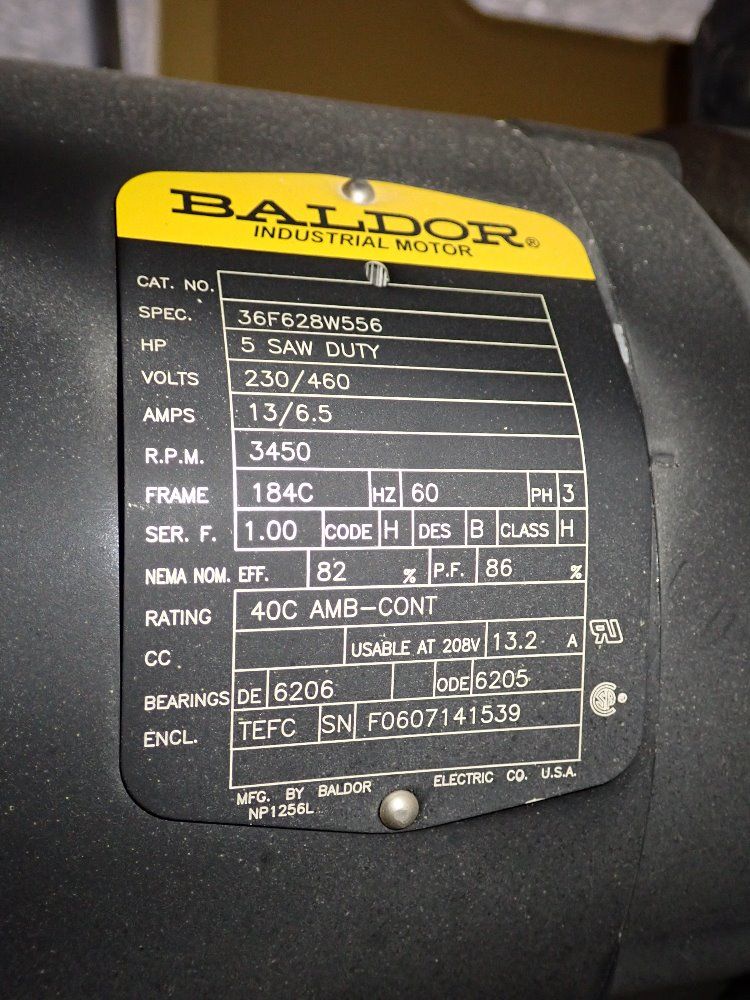 BALDOR®
INDUSTRIAL MOTOR
CAT. NO.
SPEC. 36F628W556
HP 5 SAW DUTY
VOLTS 230/460
AMPS 13/6.5
R.P.M. 3450
FRAME 184C HZ 60 PH 3
SER. F. 1.00 CODE H DES B CLASS H
NEMA NOM. EFF. 82 % P.F. 86 %
RATING 40C AMB-CONT
CC USABLE AT 208V 13.2 A
BEARINGS DE 6206 ODE 6205
ENCL. TEFC SN F0607141539
MFG. BY BALDOR ELECTRIC CO. U.S.A.
NP1256L